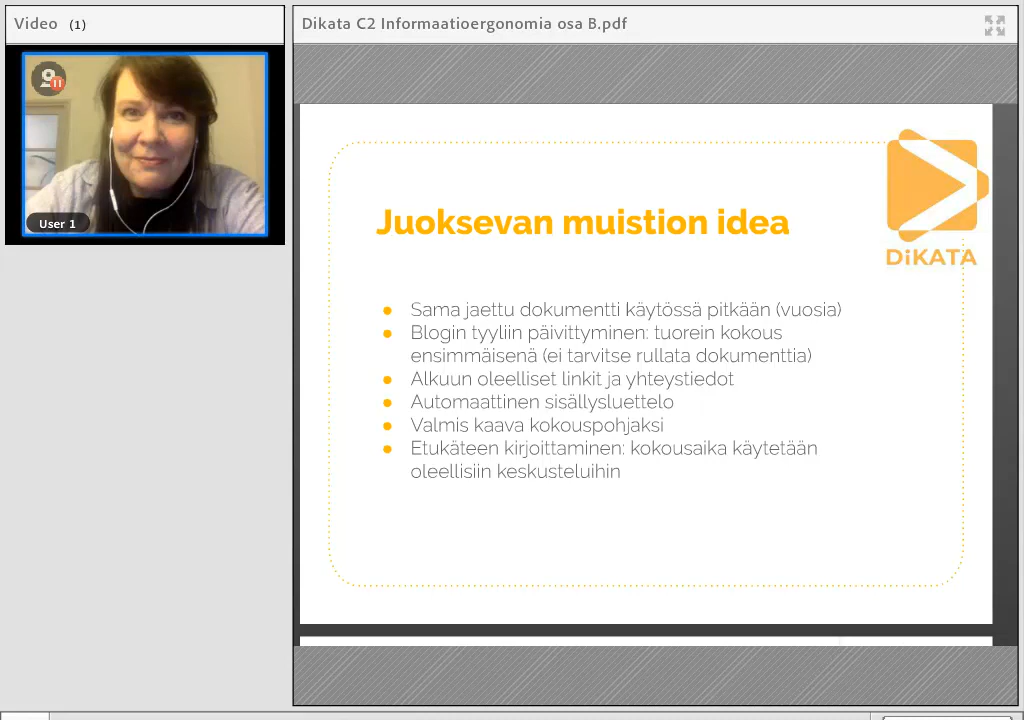 Video (1)
User 1
Dikata C2 Informaatioergonomia osa B.pdf
DiKATA
Juoksevan muistion idea
● Sama jaettu dokumentti käytössä pitkään (vuosia)
● Blogin tyyliin päivittyminen: tuorein kokous
ensimmäisenä (ei tarvitse rullata dokumenttia)
● Alkuun oleelliset linkit ja yhteystiedot
● Automaattinen sisällysluettelo
● Valmis kaava kokouspohjaksi
● Etukäteen kirjoittaminen: kokousaika käytetään
oleellisiin keskusteluihin